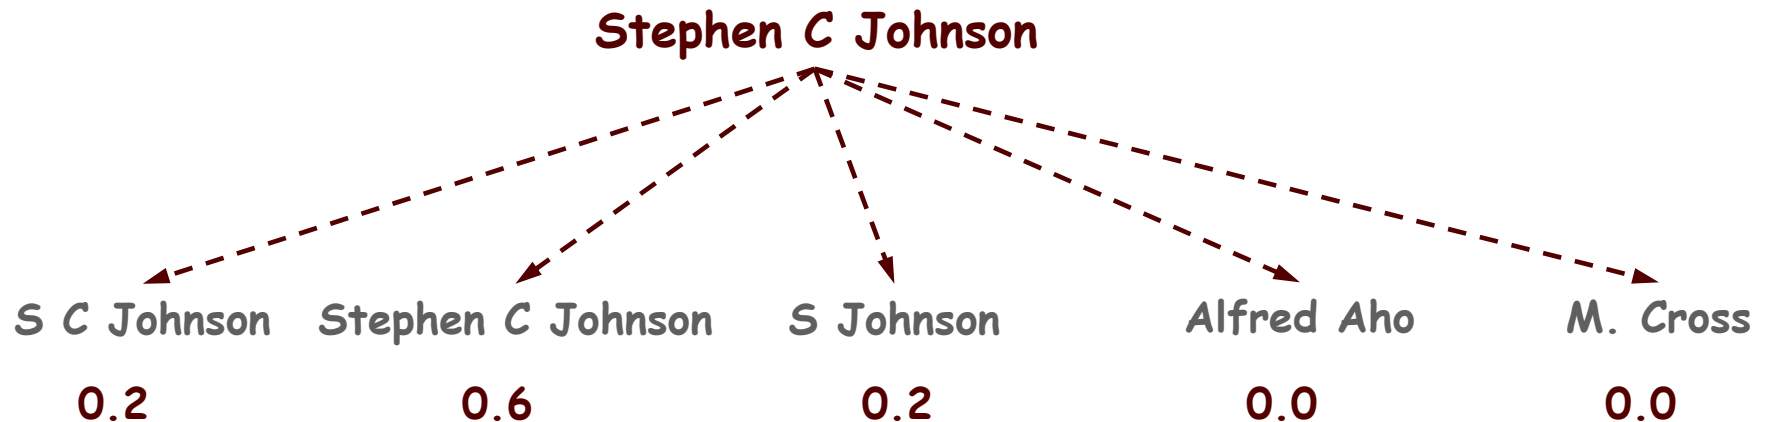 Stephen C Johnson
S C Johnson Stephen C Johnson S Johnson Alfred Aho M. Cross
0.2 0.6 0.2 0.0 0.0